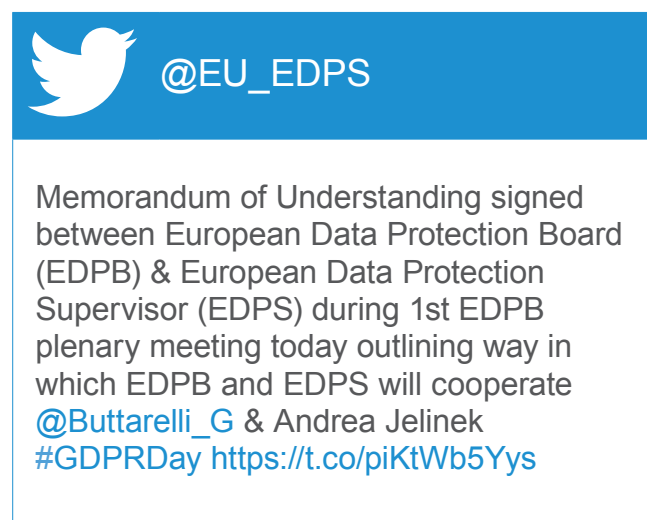 @EU_EDPS
Memorandum of Understanding signed
between European Data Protection Board
(EDPB) & European Data Protection
Supervisor (EDPS) during 1st EDPB
plenary meeting today outlining way in
which EDPB and EDPS will cooperate
@Buttarelli_G & Andrea Jelinek
#GDPRDay https://t.co/piKtWb5Yys